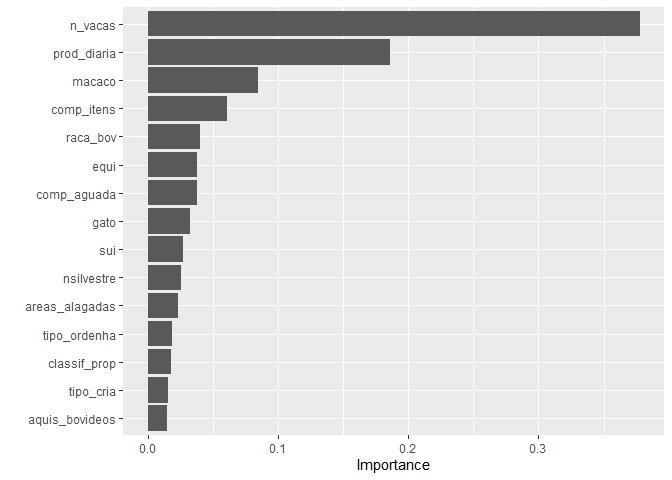 n_vacas
prod_diaria
macaco
comp_itens
raca_bov
equi
comp_aguada
gato
sui
nsilvestre
areas_alagadas
tipo_ordenha
classif_prop
tipo_cria
aquis_bovideos
0.0 0.1 0.2 0.3
Importance